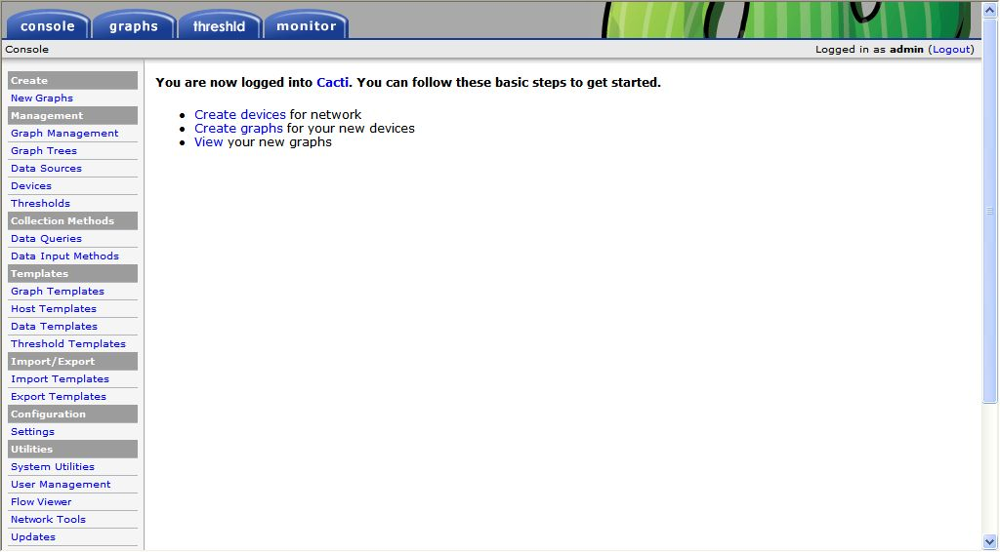 console graphs threshld monitor
Console Logged in as admin (Logout)
Create
New Graphs
Management
Graph Management
Graph Trees
Data Sources
Devices
Thresholds
Collection Methods
Data Queries
Data Input Methods
Templates
Graph Templates
Host Templates
Data Templates
Threshold Templates
Import/Export
Import Templates
Export Templates
Configuration
Settings
Utilities
System Utilities
User Management
Flow Viewer
Network Tools
Updates
You are now logged into Cacti. You can follow these basic steps to get started.
• Create devices for network
• Create graphs for your new devices
• View your new graphs